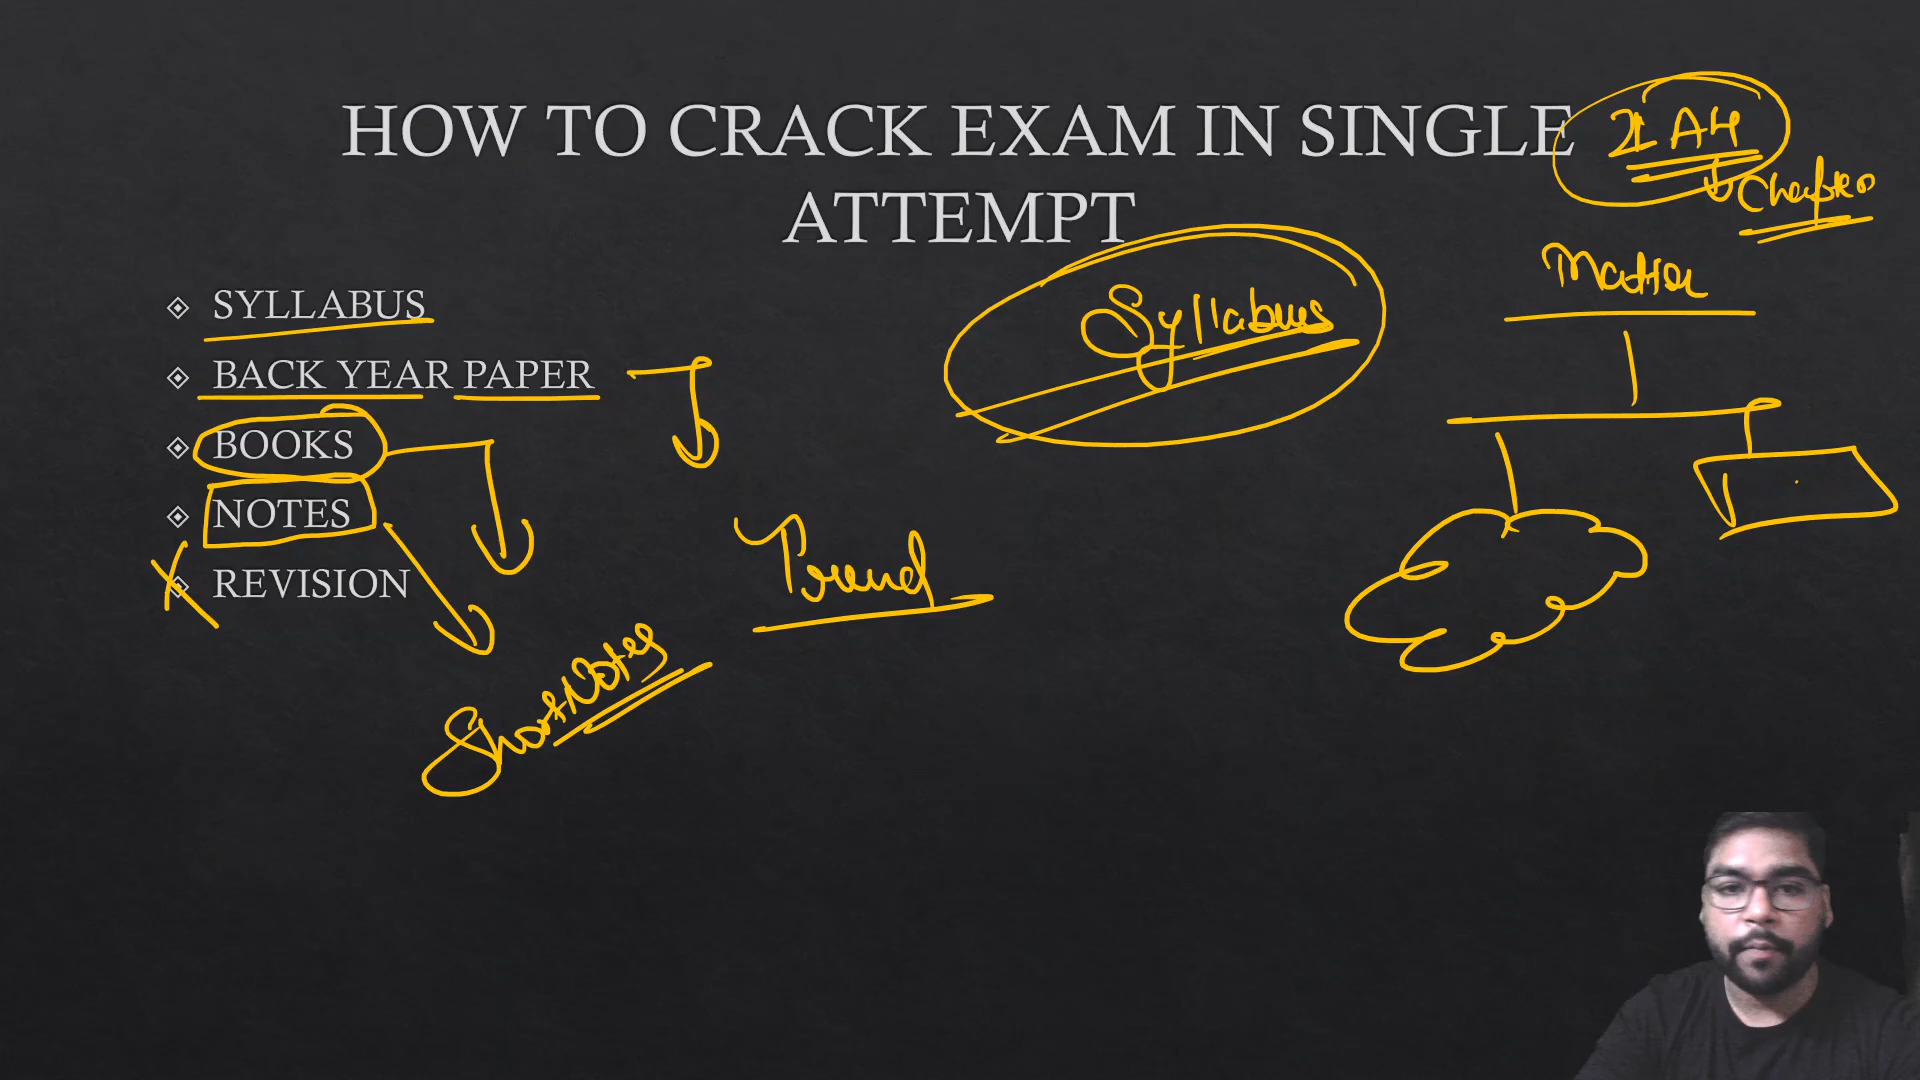 HOW TO CRACK EXAM IN SINGLE
ATTEMPT
SYLLABUS
BACK YEAR PAPER
BOOKS
NOTES
REVISION
Chapter
Matter
Syllabus
Trend
Short Notes